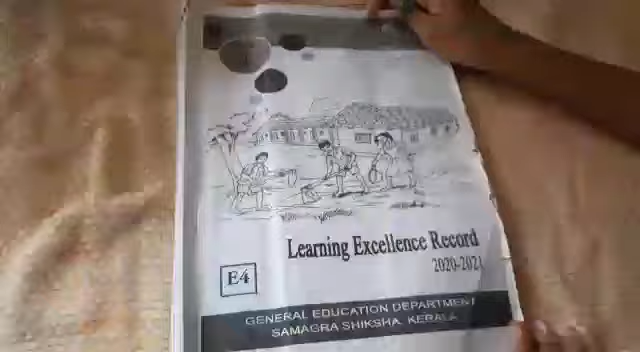 Learning Excellence Record
2020-2021
E4
GENERAL EDUCATION DEPARTMENT
SAMAGRA SHIKSHA, KERALA